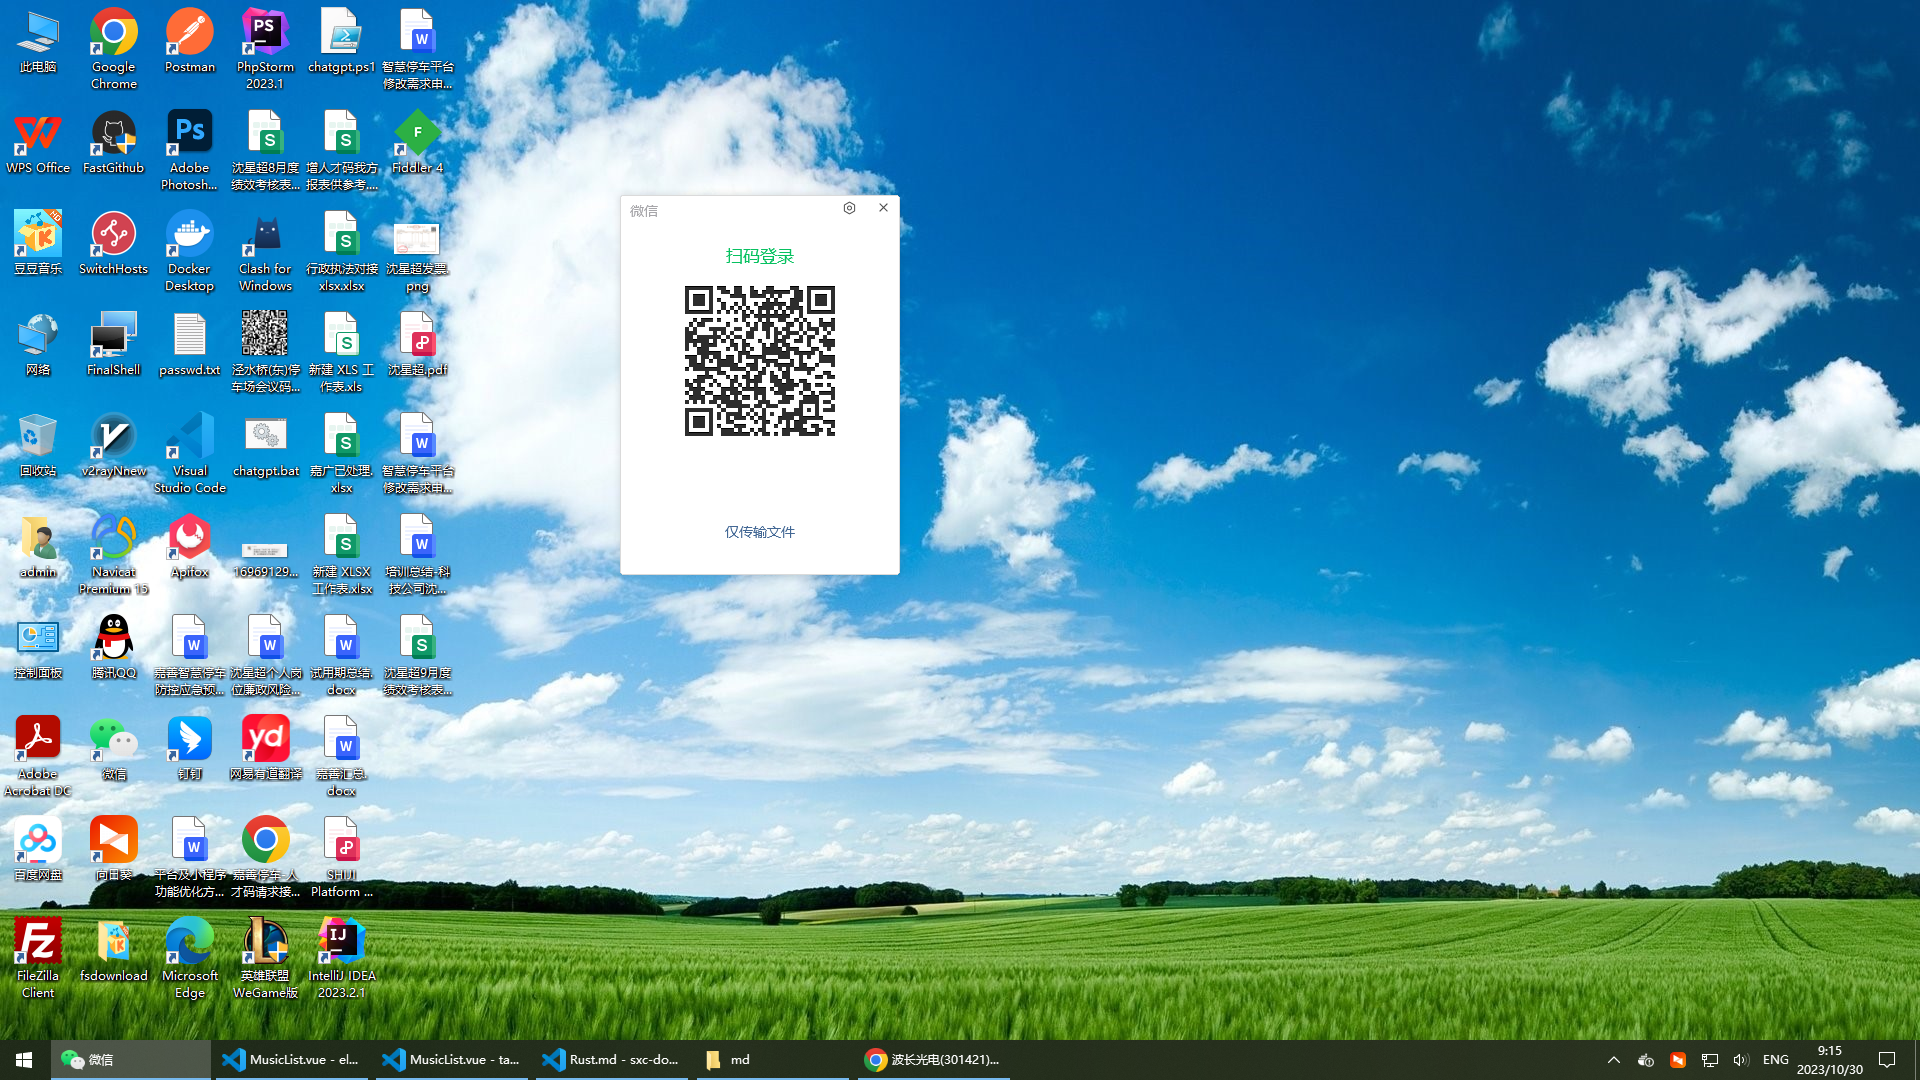 此电脑
Google
Chrome
Postman
PhpStorm
2023.1
chatgpt.ps1
智慧停车平台
修改需求申...
WPS Office
FastGithub
Adobe
Photosh...
沈星超8月度
绩效考核表...
增人才码我方
报表供参考....
Fiddler 4
豆豆音乐
SwitchHosts
Docker
Desktop
Clash for
Windows
行政执法对接
xlsx.xlsx
沈星超发票.
png
网络
FinalShell
passwd.txt
泾水桥(东)停
车场会议码...
新建 XLS 工
作表.xls
沈星超.pdf
回收站
v2rayNnew
Visual
Studio Code
chatgpt.bat
嘉广已处理.
xlsx
智慧停车平台
修改需求申...
admin
Navicat
Premium 15
Apifox
16969129...
新建 XLSX
工作表.xlsx
培训总结-科
技公司沈...
控制面板
腾讯QQ
嘉善智慧停车
防控应急预...
沈星超个人岗
位廉政风险...
试用期总结.
docx
沈星超9月度
绩效考核表...
Adobe
Acrobat DC
微信
钉钉
网易有道翻译
嘉善汇总.
docx
百度网盘
向日葵
平台及小程序
功能优化方...
嘉善停车-人
才码请求接...
SHUJI
Platform ...
FileZilla
Client
fsdownload
Microsoft
Edge
英雄联盟
WeGame版
IntelliJ IDEA
2023.2.1
微信
扫码登录
仅传输文件
微信
MusicList.vue - el...
MusicList.vue - ta...
Rust.md - sxc-do...
md
波长光电(301421)...
ENG
9:15
2023/10/30